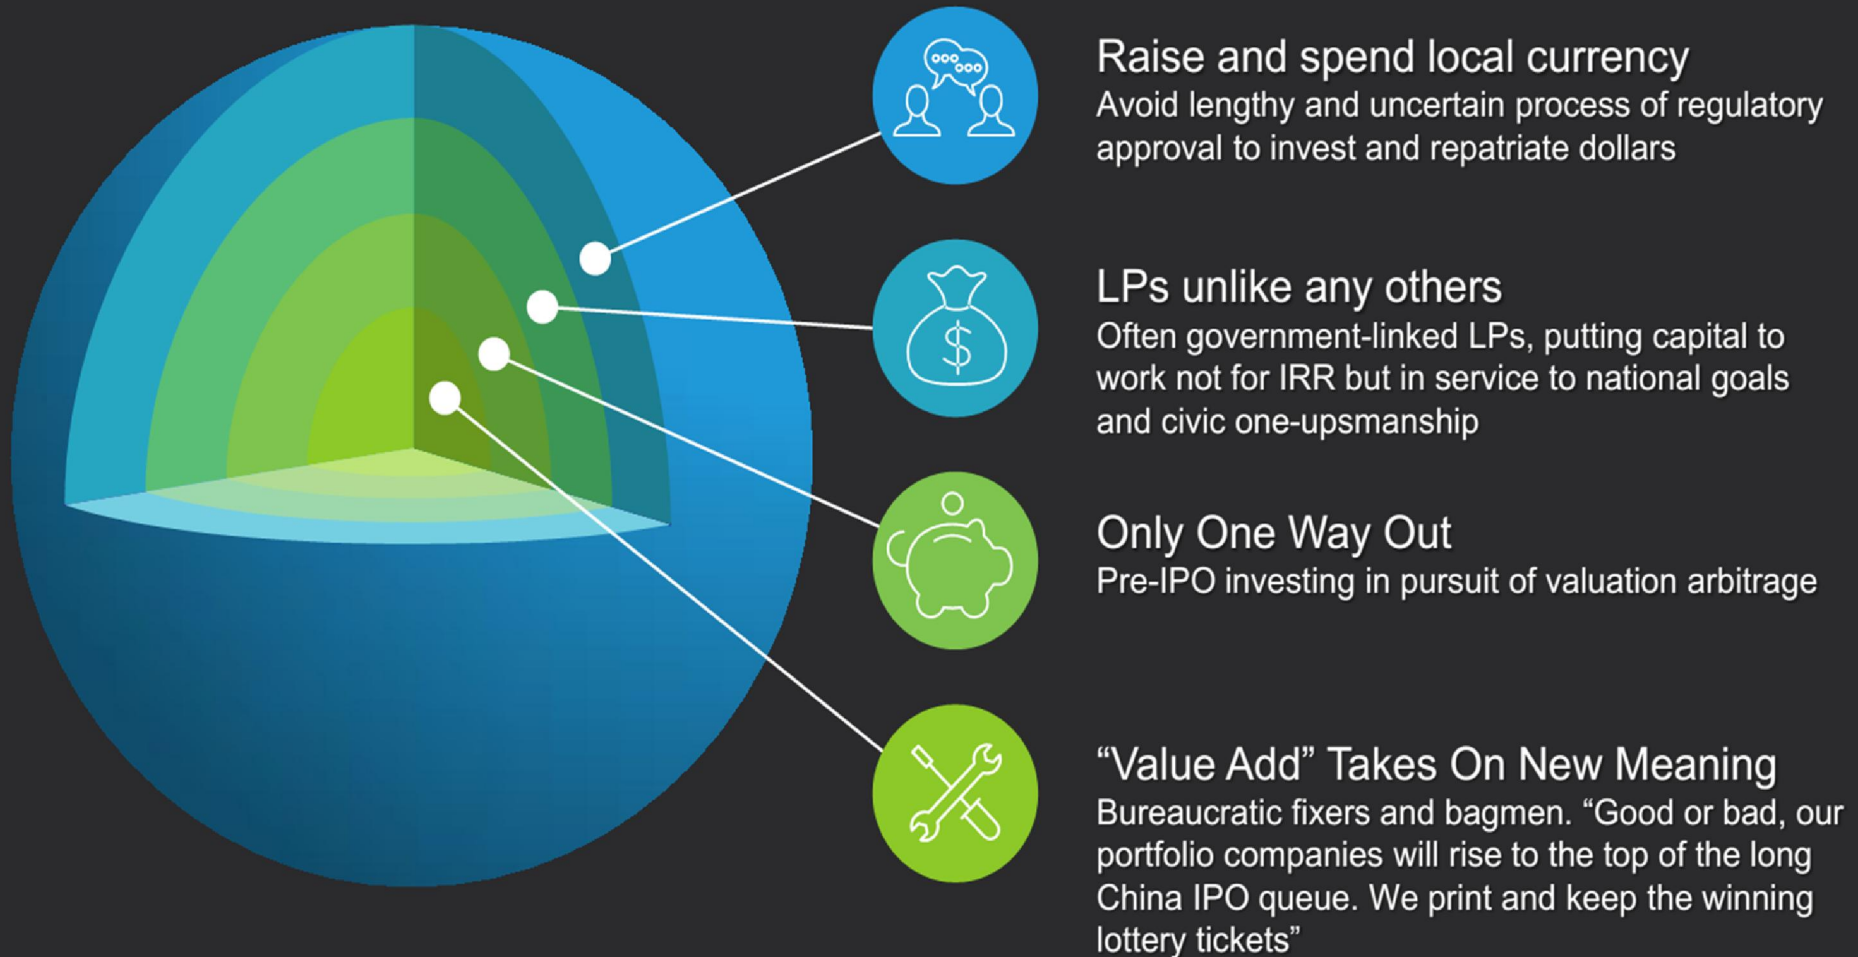 Raise and spend local currency
Avoid lengthy and uncertain process of regulatory
approval to invest and repatriate dollars
$
LPs unlike any others
Often government-linked LPs, putting capital to
work not for IRR but in service to national goals
and civic one-upsmanship
Only One Way Out
Pre-IPO investing in pursuit of valuation arbitrage
“Value Add” Takes On New Meaning
Bureaucratic fixers and bagmen. “Good or bad, our
portfolio companies will rise to the top of the long
China IPO queue. We print and keep the winning
lottery tickets”